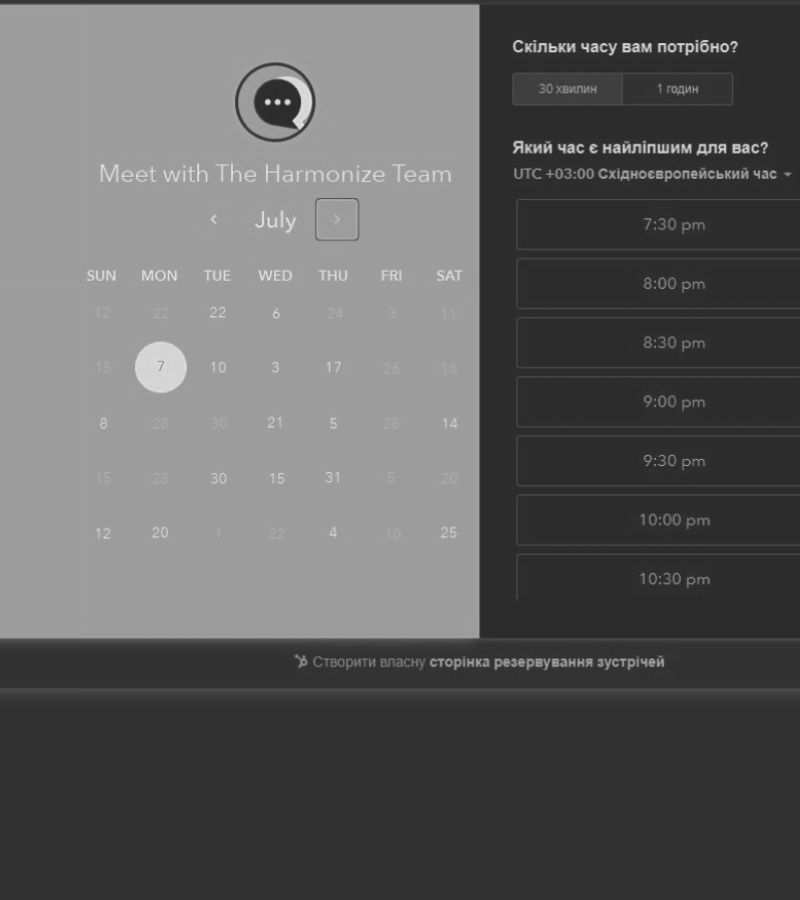 Meet with The Harmonize Team
July
SUN MON TUE WED THU FRI SAT
12 22 22 6 24 3 11
15 7 10 3 17 26 18
8 28 30 21 5 28 14
15 28 30 15 31 5 20
12 20 1 22 4 10 25
Скільки часу вам потрібно?
30 хвилин 1 годин
Який час є найліпшим для вас?
UTC +03:00 Східноєвропейський час
7:30 pm
8:00 pm
8:30 pm
9:00 pm
9:30 pm
10:00 pm
10:30 pm
Створити власну сторінка резервування зустрічей